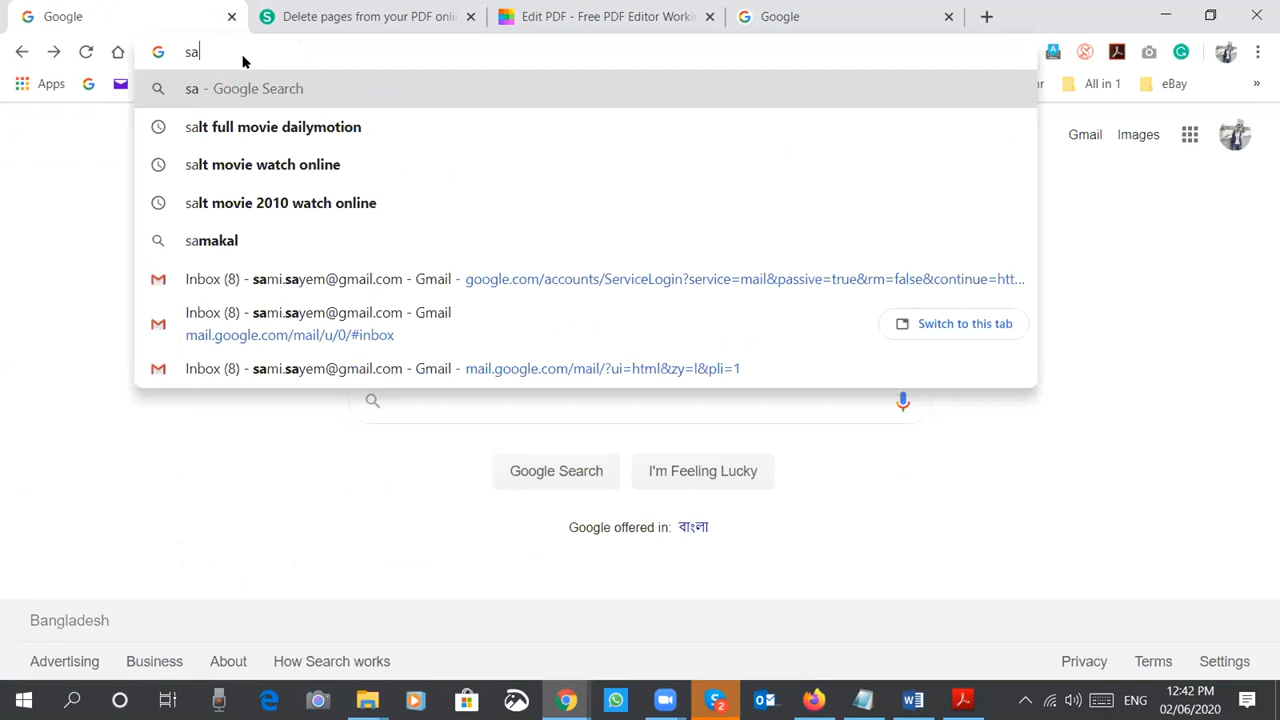 Google
Delete pages from your PDF onli
Edit PDF - Free PDF Editor Worki
Google
sa
Apps
All in 1
eBay
»
sa - Google Search
salt full movie dailymotion
Gmail
Images
salt movie watch online
salt movie 2010 watch online
samakal
Inbox (8) - sami.sayem@gmail.com - Gmail - google.com/accounts/ServiceLogin?service=mail&passive=true&rm=false&continue=htt...
Inbox (8) - sami.sayem@gmail.com - Gmail
mail.google.com/mail/u/0/#inbox
Switch to this tab
Inbox (8) - sami.sayem@gmail.com - Gmail - mail.google.com/mail/?ui=html&zy=l&pli=1
Google Search
I'm Feeling Lucky
Google offered in: বাংলা
Bangladesh
Advertising
Business
About
How Search works
Privacy
Terms
Settings
ENG
12:42 PM
02/06/2020